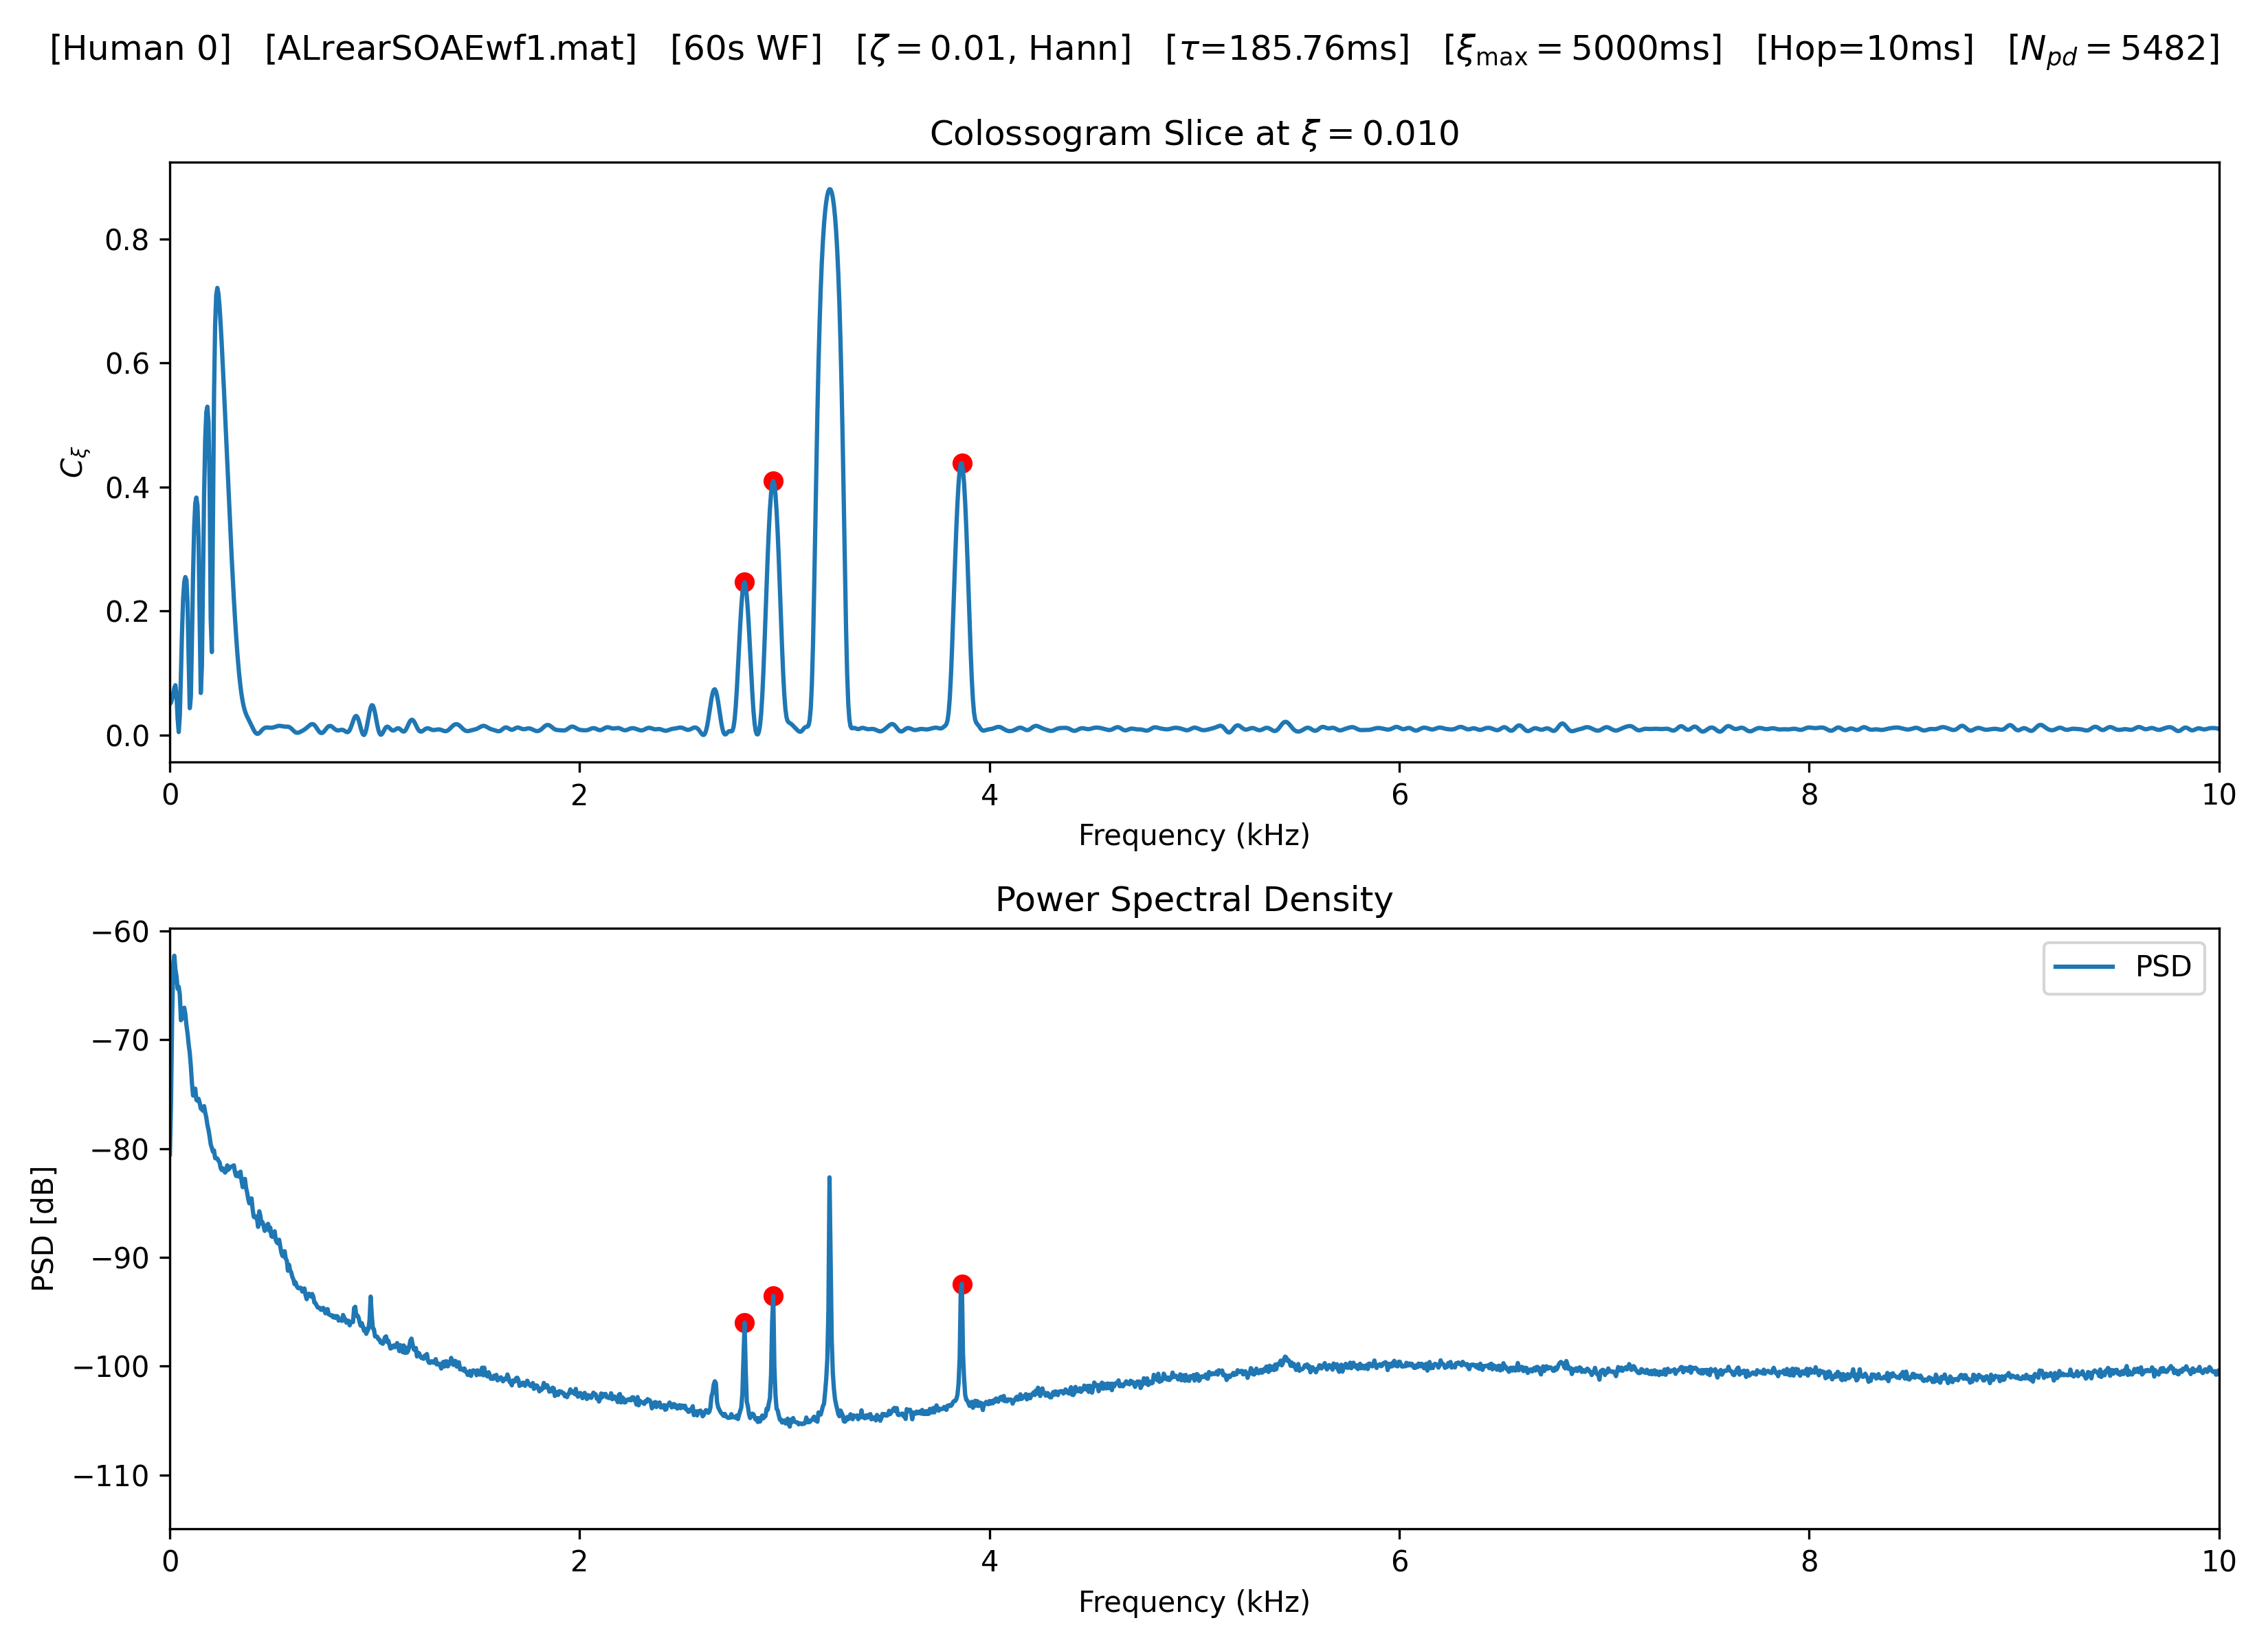 [Human 0]   [ALrearSOAEwf1.mat]   [60s WF]   [ζ = 0.01, Hann]   [τ=185.76ms]   [ξmax = 5000ms]   [Hop=10ms]   [Npd = 5482]
Colossogram Slice at ξ = 0.010
0.8
0.6
0.4
0.2
0.0
Cξ
0 2 4 6 8 10
Frequency (kHz)
Power Spectral Density
PSD
−60
−70
−80
−90
−100
−110
PSD [dB]
0 2 4 6 8 10
Frequency (kHz)